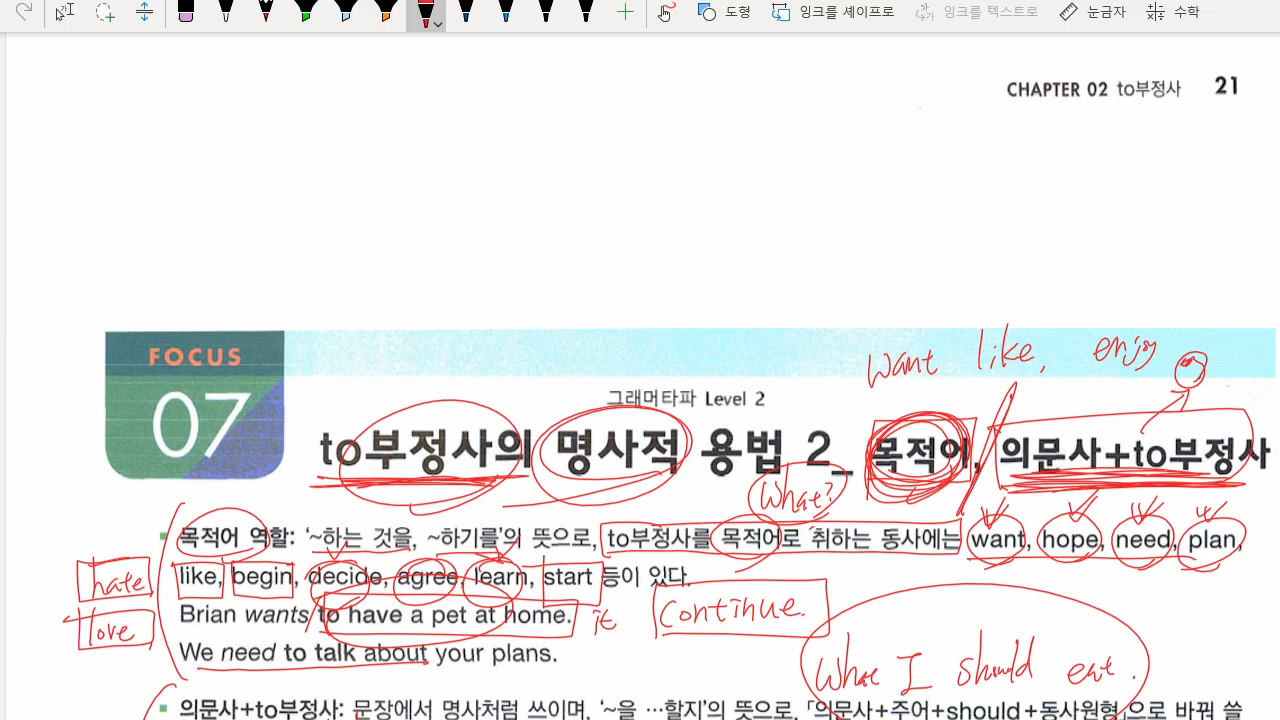 도형 잉크를 셰이프로 잉크를 텍스트로 눈금자 수학
CHAPTER 02 to부정사 21
want like, enjoy
FOCUS
07
그래머타파 Level 2
to부정사의 명사적 용법 2_ 목적어, 의문사+to부정사
What?
목적어 역할: '~하는 것을, ~하기를'의 뜻으로, to부정사를 목적어로 취하는 동사에는 want, hope, need, plan,
like, begin, decide, agree, learn, start 등이 있다.
hate
Brian wants to have a pet at home. it continue.
love
We need to talk about your plans.
What I should eat.
의문사+to부정사: 문장에서 명사처럼 쓰이며, '~을 …할지'의 뜻으로, 「의문사+주어+should+동사원형」으로 바꿔 쓸